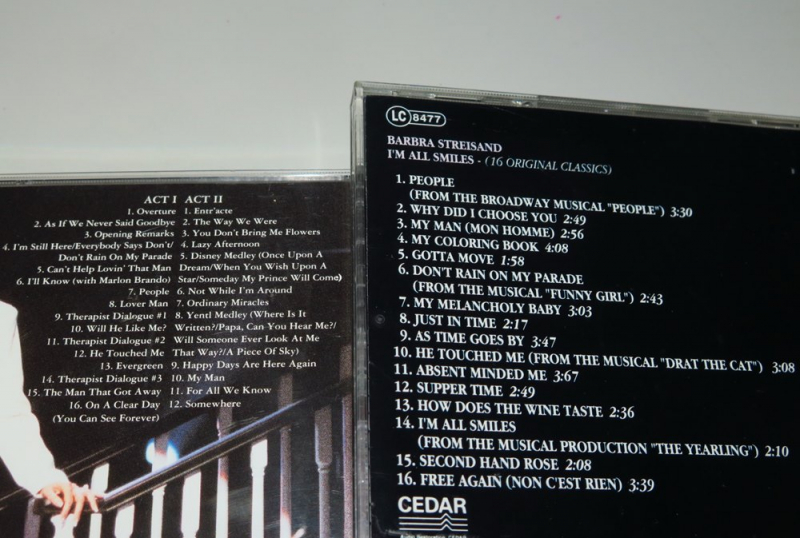 ACT I
1. Overture
2. As If We Never Said Goodbye
3. Opening Remarks
4. I'm Still Here/Everybody Says Don't/
Don't Rain On My Parade
5. Can't Help Lovin' That Man
6. I'll Know (with Marlon Brando)
7. People
8. Lover Man
9. Therapist Dialogue #1
10. Will He Like Me?
11. Therapist Dialogue #2
12. He Touched Me
13. Evergreen
14. Therapist Dialogue #3
15. The Man That Got Away
16. On A Clear Day
(You Can See Forever)
ACT II
1. Entr'acte
2. The Way We Were
3. You Don't Bring Me Flowers
4. Lazy Afternoon
5. Disney Medley (Once Upon A
Dream/When You Wish Upon A
Star/Someday My Prince Will Come)
6. Not While I'm Around
7. Ordinary Miracles
8. Yentl Medley (Where Is It
Written?/Papa, Can You Hear Me?/
Will Someone Ever Look At Me
That Way?/A Piece Of Sky)
9. Happy Days Are Here Again
10. My Man
11. For All We Know
12. Somewhere
LC 8477
BARBRA STREISAND
I'M ALL SMILES - (16 ORIGINAL CLASSICS)
1. PEOPLE
(FROM THE BROADWAY MUSICAL "PEOPLE") 3:30
2. WHY DID I CHOOSE YOU 2:49
3. MY MAN (MON HOMME) 2:56
4. MY COLORING BOOK 4:08
5. GOTTA MOVE 1:58
6. DON'T RAIN ON MY PARADE
(FROM THE MUSICAL "FUNNY GIRL") 2:43
7. MY MELANCHOLY BABY 3:03
8. JUST IN TIME 2:17
9. AS TIME GOES BY 3:47
10. HE TOUCHED ME (FROM THE MUSICAL "DRAT THE CAT") 3:08
11. ABSENT MINDED ME 3:67
12. SUPPER TIME 2:49
13. HOW DOES THE WINE TASTE 2:36
14. I'M ALL SMILES
(FROM THE MUSICAL PRODUCTION "THE YEARLING") 2:10
15. SECOND HAND ROSE 2:08
16. FREE AGAIN (NON C'EST RIEN) 3:39
CEDAR